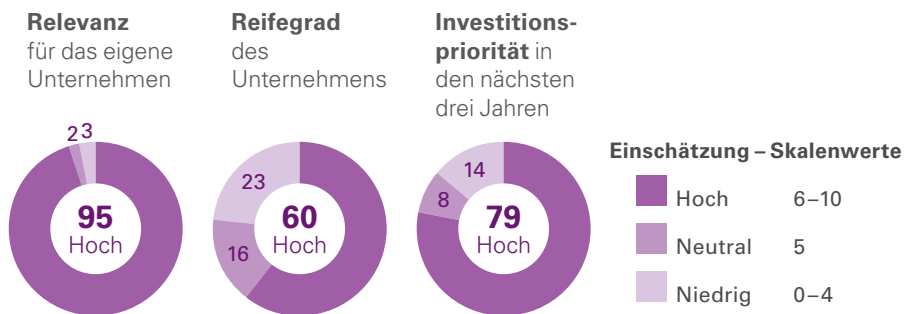 Relevanz
für das eigene
Unternehmen
Reifegrad
des
Unternehmens
Investitions-
priorität in
den nächsten
drei Jahren
2 3
95
Hoch
23
16
60
Hoch
14
8
79
Hoch
Einschätzung – Skalenwerte
Hoch 6–10
Neutral 5
Niedrig 0–4